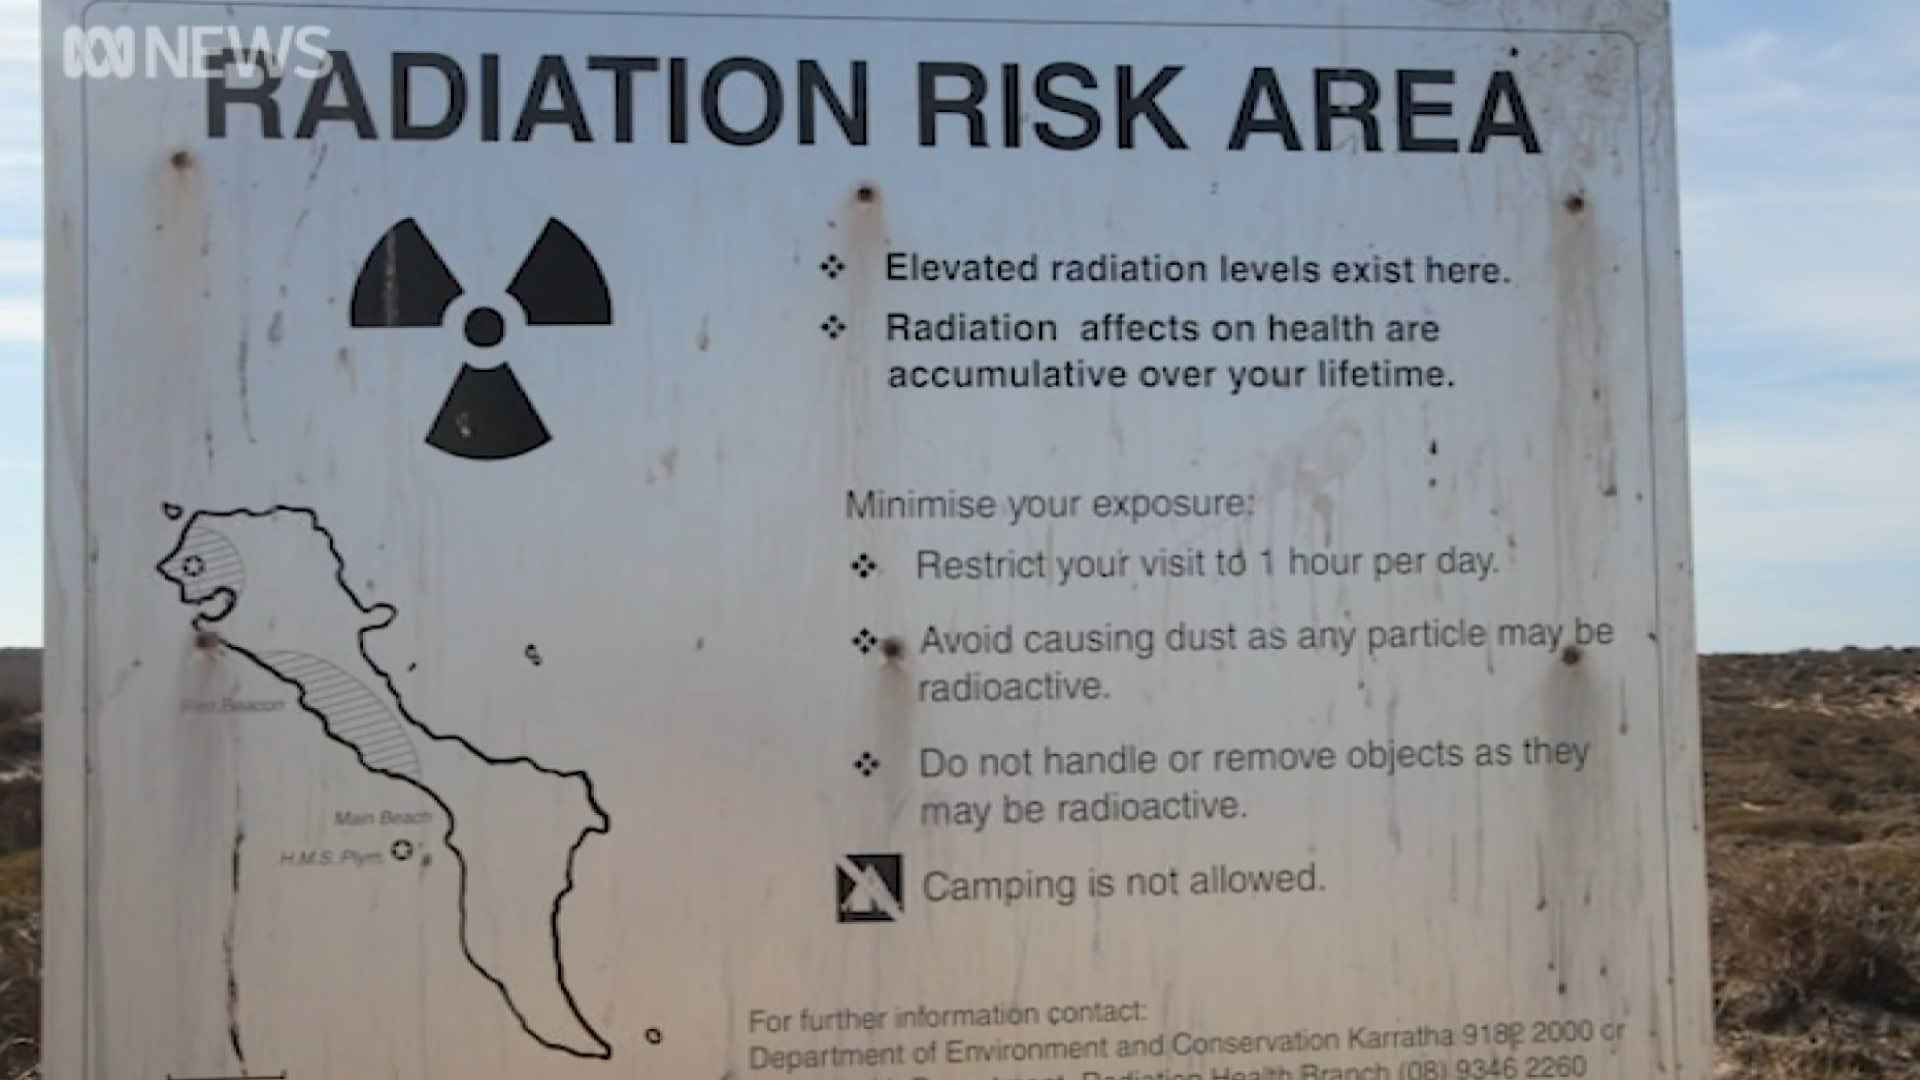 NEWS
RADIATION RISK AREA
Elevated radiation levels exist here.
Radiation affects on health are
accumulative over your lifetime.
Minimise your exposure:
Restrict your visit to 1 hour per day.
Avoid causing dust as any particle may be
radioactive.
Do not handle or remove objects as they
may be radioactive.
Camping is not allowed.
Beacon
Main Beach
H.M.S. Plym
For further information contact:
Department of Environment and Conservation Karratha 9182 2000 or
Department, Radiation Health Branch (08) 9346 2260